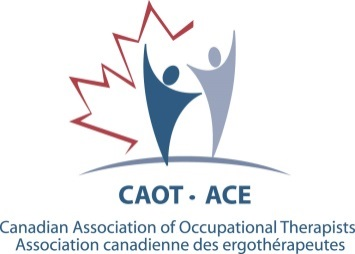 CAOT · ACE
Canadian Association of Occupational Therapists
Association canadienne des ergothérapeutes